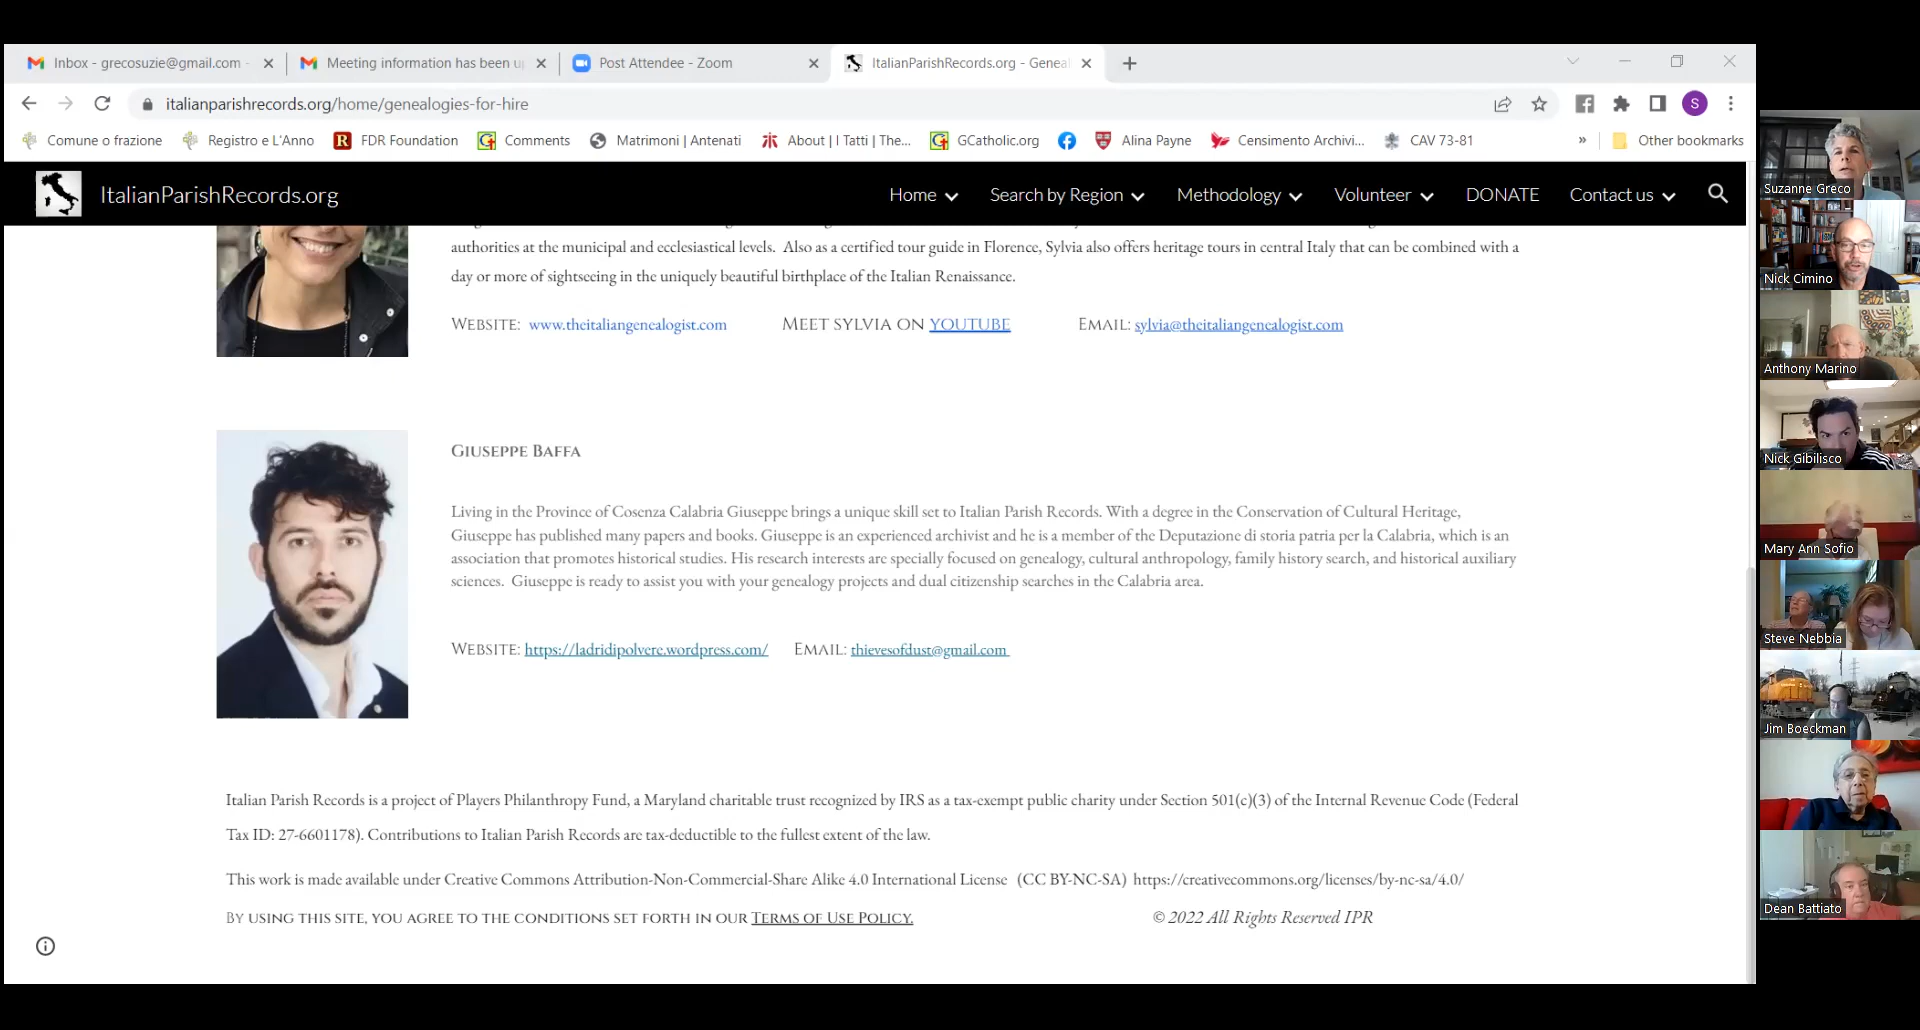 Inbox - grecosuzie@gmail.com -
Meeting information has been u
Post Attendee - Zoom
ItalianParishRecords.org - Genea
italianparishrecords.org/home/genealogies-for-hire
S
Comune o frazione
Registro e L'Anno
R FDR Foundation
Comments
Matrimoni | Antenati
About | I Tatti | The...
GCatholic.org
Alina Payne
Censimento Archivi...
CAV 73-81
»
Other bookmarks
ItalianParishRecords.org
Home
Search by Region
Methodology
Volunteer
DONATE
Contact us
authorities at the municipal and ecclesiastical levels. Also as a certified tour guide in Florence, Sylvia also offers heritage tours in central Italy that can be combined with a
day or more of sightseeing in the uniquely beautiful birthplace of the Italian Renaissance.
WEBSITE: www.theitaliangenealogist.com MEET SYLVIA ON YOUTUBE EMAIL: sylvia@theitaliangenealogist.com
GIUSEPPE BAFFA
Living in the Province of Cosenza Calabria Giuseppe brings a unique skill set to Italian Parish Records. With a degree in the Conservation of Cultural Heritage,
Giuseppe has published many papers and books. Giuseppe is an experienced archivist and he is a member of the Deputazione di storia patria per la Calabria, which is an
association that promotes historical studies. His research interests are specially focused on genealogy, cultural anthropology, family history search, and historical auxiliary
sciences. Giuseppe is ready to assist you with your genealogy projects and dual citizenship searches in the Calabria area.
WEBSITE: https://ladridipolvere.wordpress.com/ EMAIL: thievesofdust@gmail.com
Italian Parish Records is a project of Players Philanthropy Fund, a Maryland charitable trust recognized by IRS as a tax-exempt public charity under Section 501(c)(3) of the Internal Revenue Code (Federal
Tax ID: 27-6601178). Contributions to Italian Parish Records are tax-deductible to the fullest extent of the law.
This work is made available under Creative Commons Attribution-Non-Commercial-Share Alike 4.0 International License (CC BY-NC-SA) https://creativecommons.org/licenses/by-nc-sa/4.0/
BY USING THIS SITE, YOU AGREE TO THE CONDITIONS SET FORTH IN OUR TERMS OF USE POLICY.
© 2022 All Rights Reserved IPR
Suzanne Greco
Nick Cimino
Anthony Marino
Nick Gibilisco
Mary Ann Sofio
Steve Nebbia
Jim Boeckman
Dean Battiato